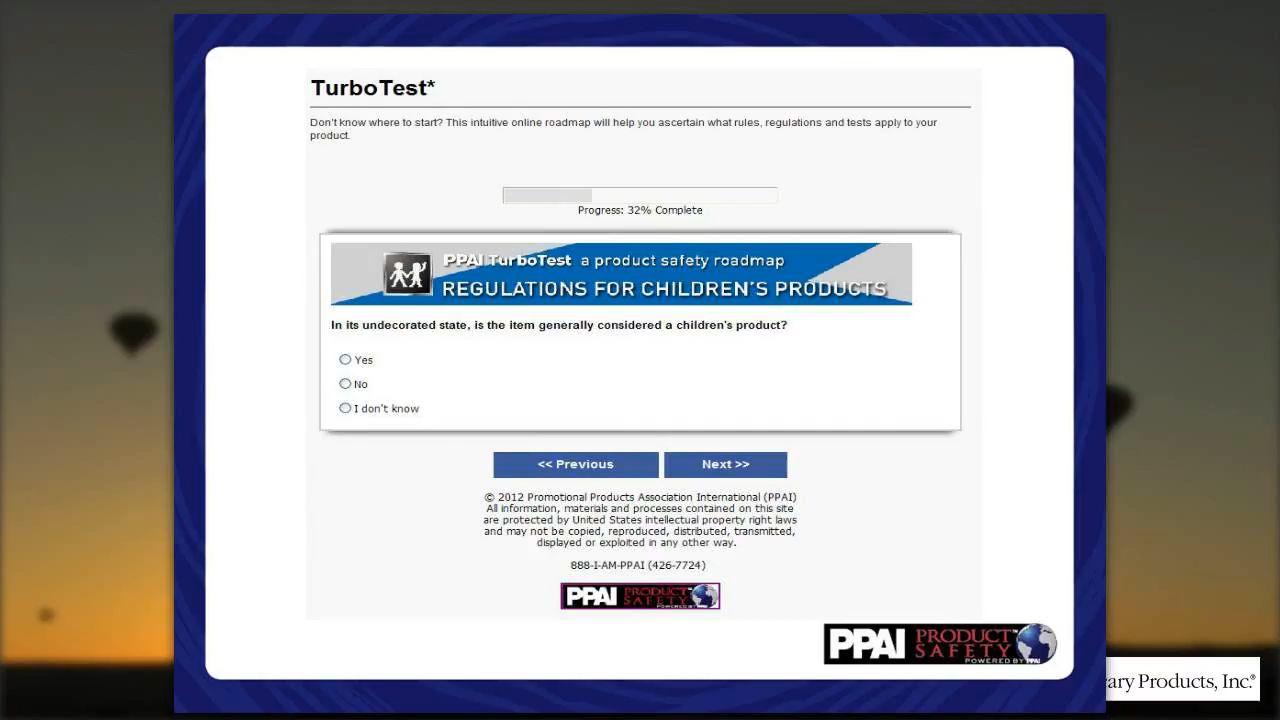 TurboTest*
Don't know where to start? This intuitive online roadmap will help you ascertain what rules, regulations and tests apply to your
product.
Progress: 32% Complete
PPAI TurboTest a product safety roadmap
REGULATIONS FOR CHILDREN'S PRODUCTS
In its undecorated state, is the item generally considered a children's product?
Yes
No
I don't know
<< Previous
Next >>
© 2012 Promotional Products Association International (PPAI)
All information, materials and processes contained on this site
are protected by United States intellectual property right laws
and may not be copied, reproduced, distributed, transmitted,
displayed or exploited in any other way.
888-I-AM-PPAI (426-7724)
PPAI PRODUCT
SAFETY
POWERED BY
PPAI PRODUCT™
SAFETY
POWERED BY PPAI
Products, Inc.®